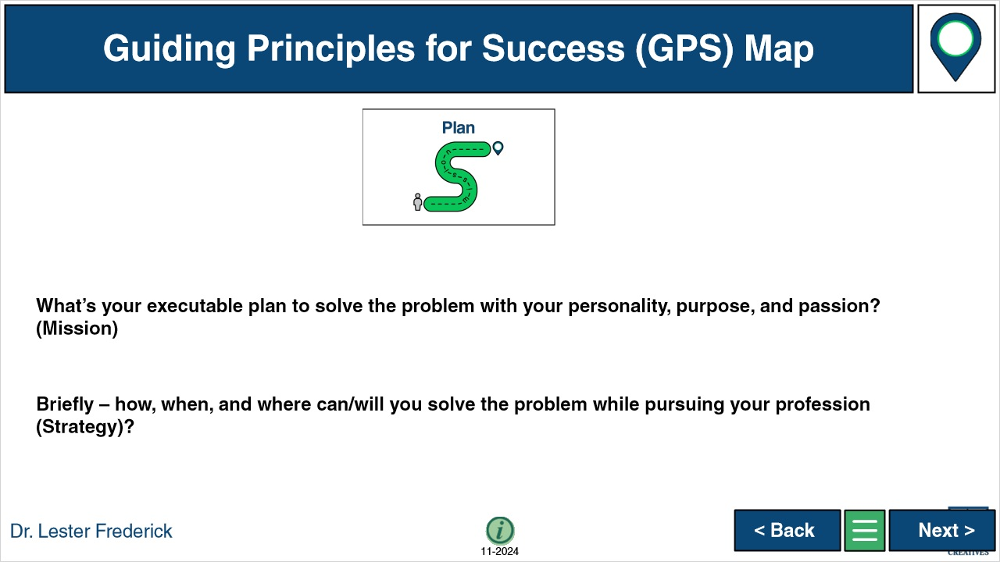 Guiding Principles for Success (GPS) Map
Plan
mission
What’s your executable plan to solve the problem with your personality, purpose, and passion?
(Mission)
Briefly – how, when, and where can/will you solve the problem while pursuing your profession
(Strategy)?
Dr. Lester Frederick
i
11-2024
< Back
Next >
CREATIVES